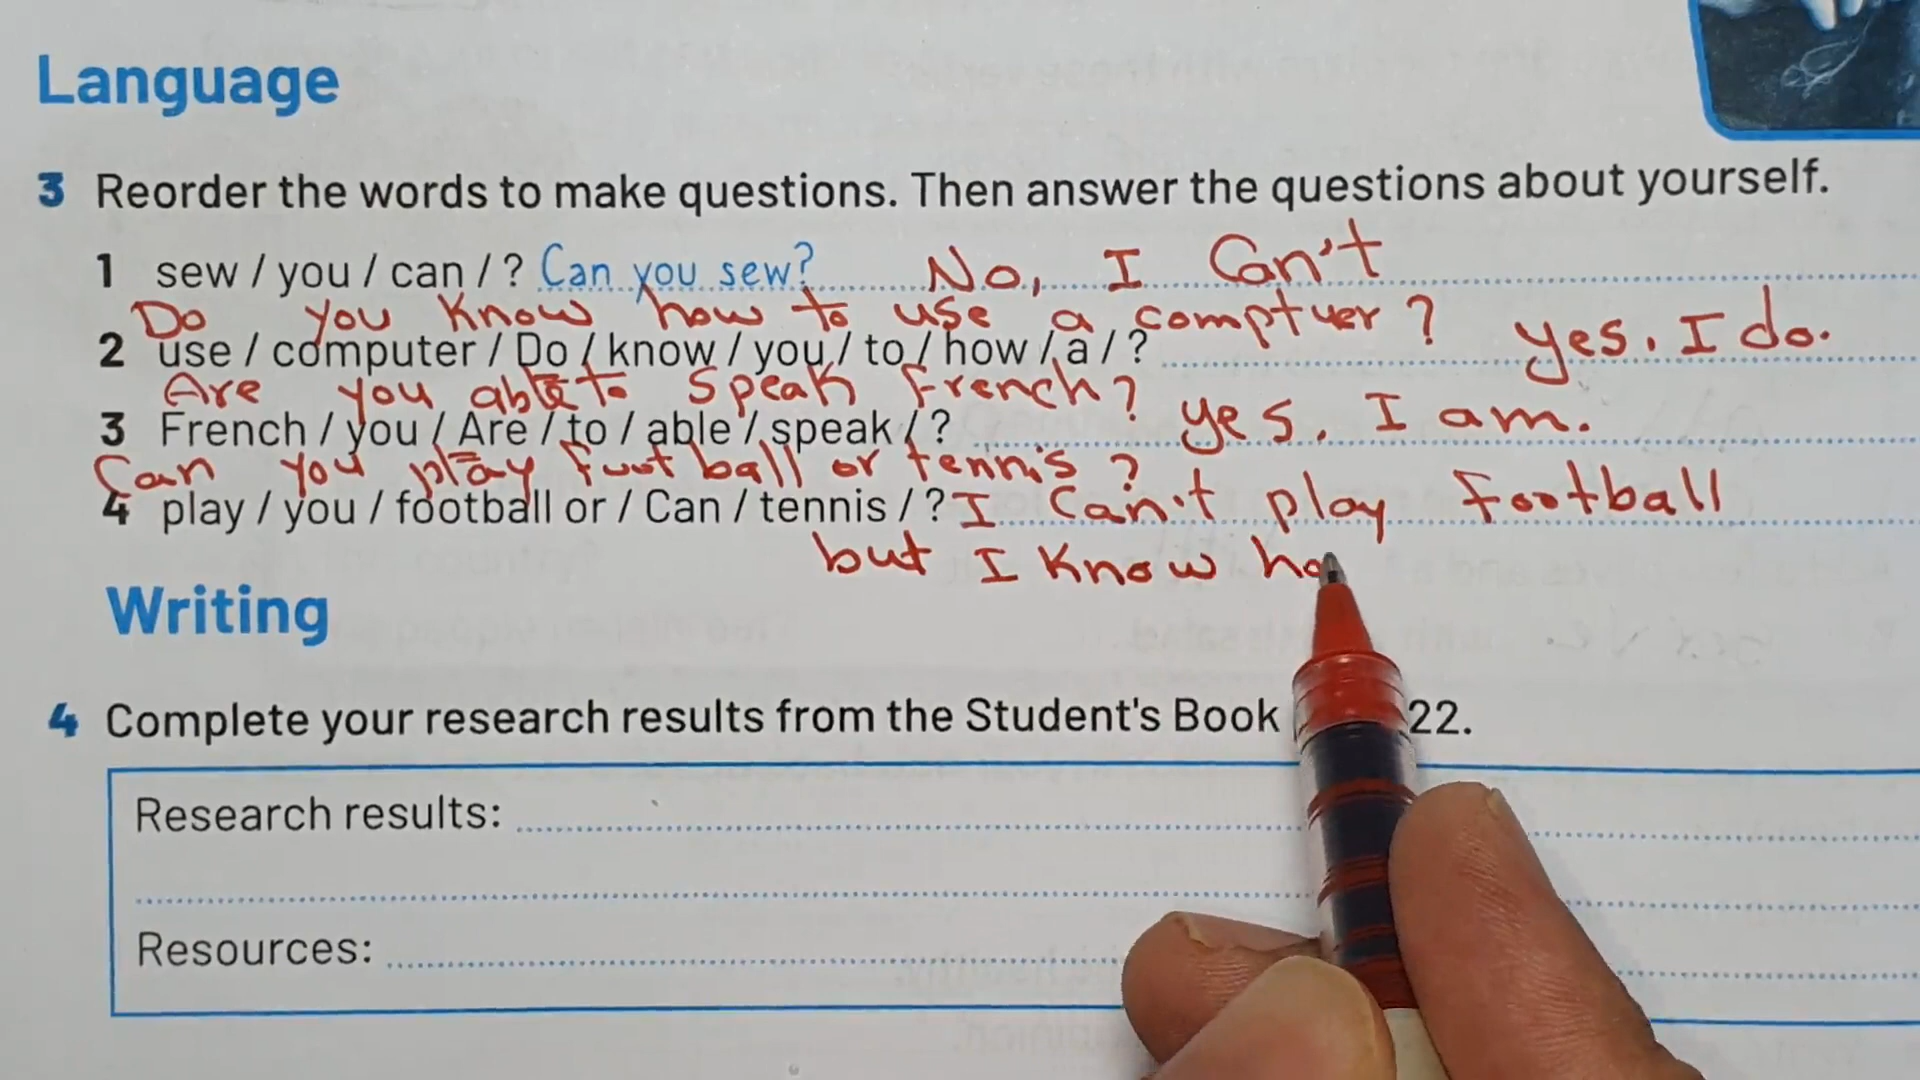 Language
3 Reorder the words to make questions. Then answer the questions about yourself.
1 sew / you / can / ? Can you sew? No, I Can't
Do you know how to use a comptuer ?
2 use / computer / Do / know / you / to / how / a / ? yes. I do.
Are you able to speak French?
3 French / you / Are / to / able / speak / ? yes. I am.
Can you play football or tennis ?
4 play / you / football or / Can / tennis / ? I Can't play Football
but I know ho
Writing
4 Complete your research results from the Student's Book 22.
Research results:
Resources: